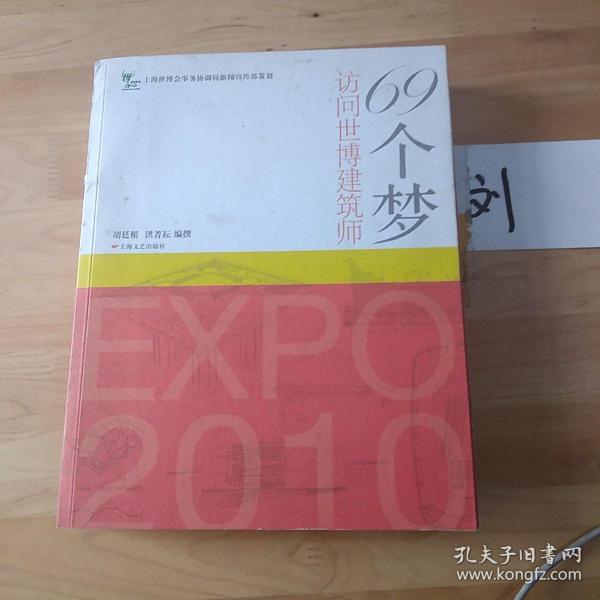 EXPO
上海世博会事务协调局新闻宣传部策划
69个梦
访问世博建筑师
胡廷楣 洪菁耘 编撰
上海文艺出版社
EXPO
2010
刘
孔夫子旧书网
www.kongfz.com